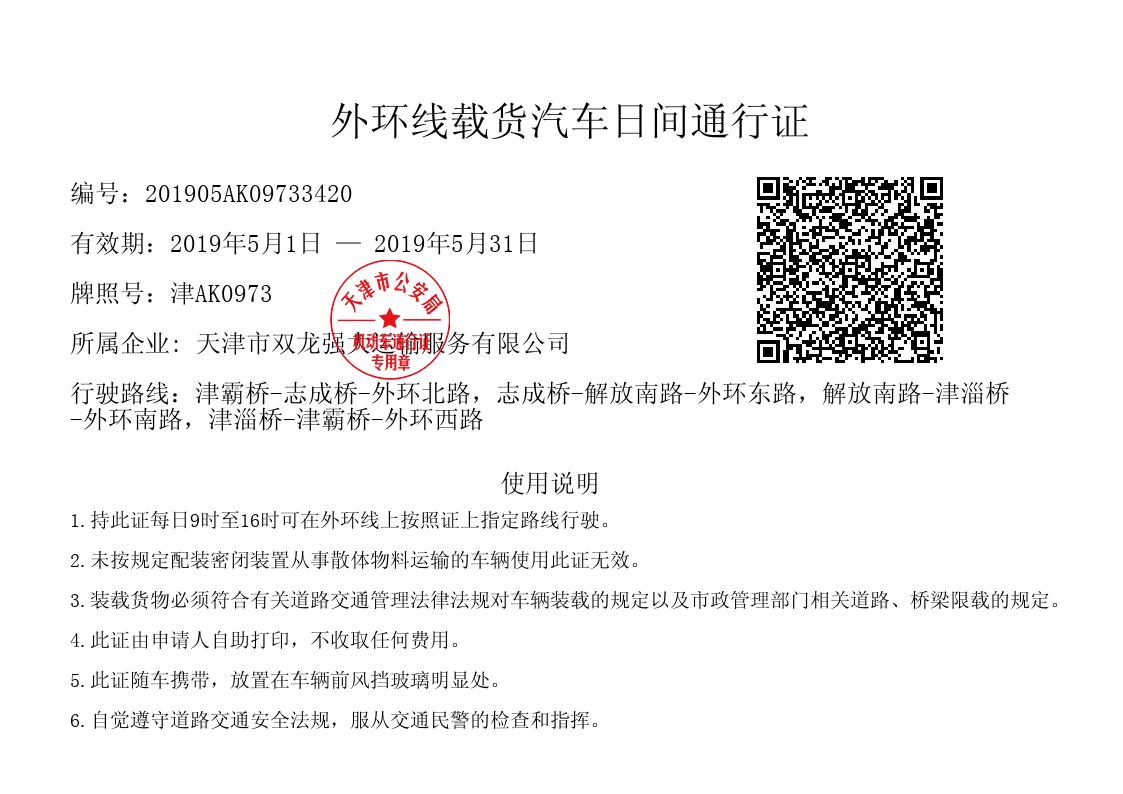 外环线载货汽车日间通行证
编号：201905AK09733420
有效期：2019年5月1日 — 2019年5月31日
牌照号：津AK0973
天津市公安局
机动车通行证
专用章
所属企业: 天津市双龙强大运输服务有限公司
行驶路线：津霸桥-志成桥-外环北路，志成桥-解放南路-外环东路，解放南路-津淄桥
-外环南路，津淄桥-津霸桥-外环西路
使用说明
1.持此证每日9时至16时可在外环线上按照证上指定路线行驶。
2.未按规定配装密闭装置从事散体物料运输的车辆使用此证无效。
3.装载货物必须符合有关道路交通管理法律法规对车辆装载的规定以及市政管理部门相关道路、桥梁限载的规定。
4.此证由申请人自助打印，不收取任何费用。
5.此证随车携带，放置在车辆前风挡玻璃明显处。
6.自觉遵守道路交通安全法规，服从交通民警的检查和指挥。